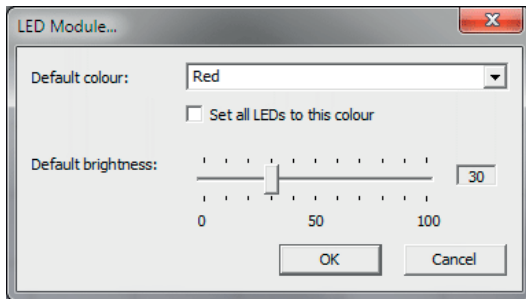 LED Module...
Default colour: Red
Set all LEDs to this colour
Default brightness: 30
0 50 100
OK Cancel